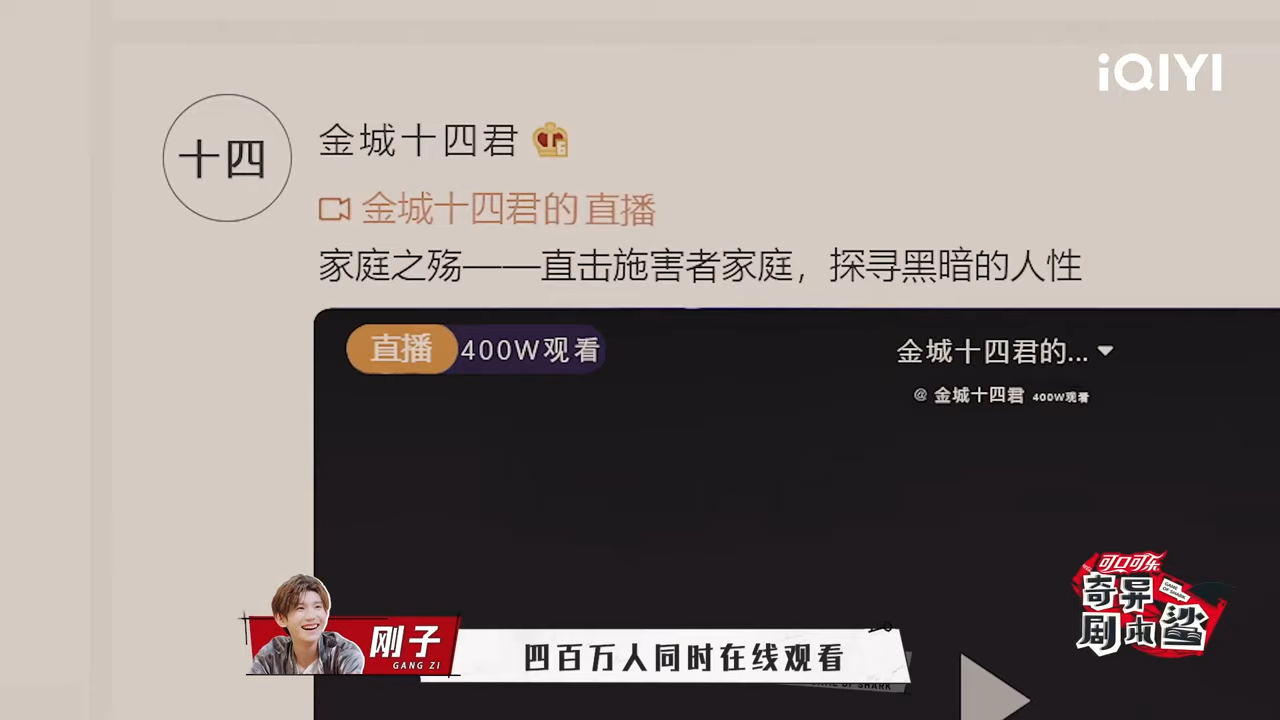 iQIYI
十四
金城十四君
金城十四君的直播
家庭之殇——直击施害者家庭，探寻黑暗的人性
直播 400W观看
金城十四君的...
@ 金城十四君 400W观看
可口可乐
奇异剧本鲨
GAME OF SHARK
刚子
GANG ZI
四百万人同时在线观看